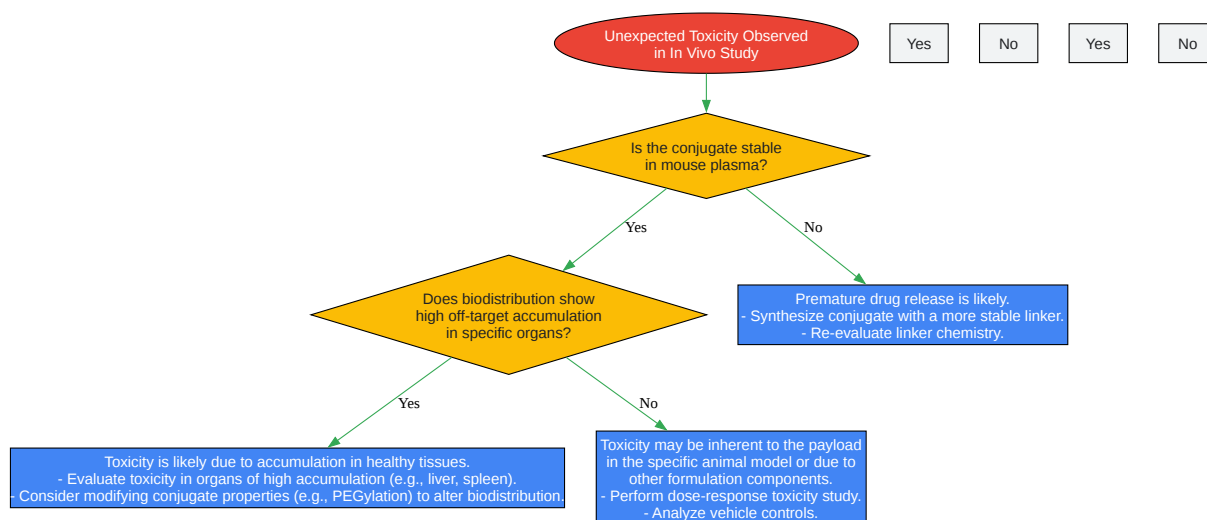 Unexpected Toxicity Observed
in In Vivo Study
Yes
No
Yes
No
Is the conjugate stable
in mouse plasma?
Yes
No
Does biodistribution show
high off-target accumulation
in specific organs?
Premature drug release is likely.
- Synthesize conjugate with a more stable linker.
- Re-evaluate linker chemistry.
Yes
No
Toxicity is likely due to accumulation in healthy tissues.
- Evaluate toxicity in organs of high accumulation (e.g., liver, spleen).
- Consider modifying conjugate properties (e.g., PEGylation) to alter biodistribution.
Toxicity may be inherent to the payload
in the specific animal model or due to
other formulation components.
- Perform dose-response toxicity study.
- Analyze vehicle controls.